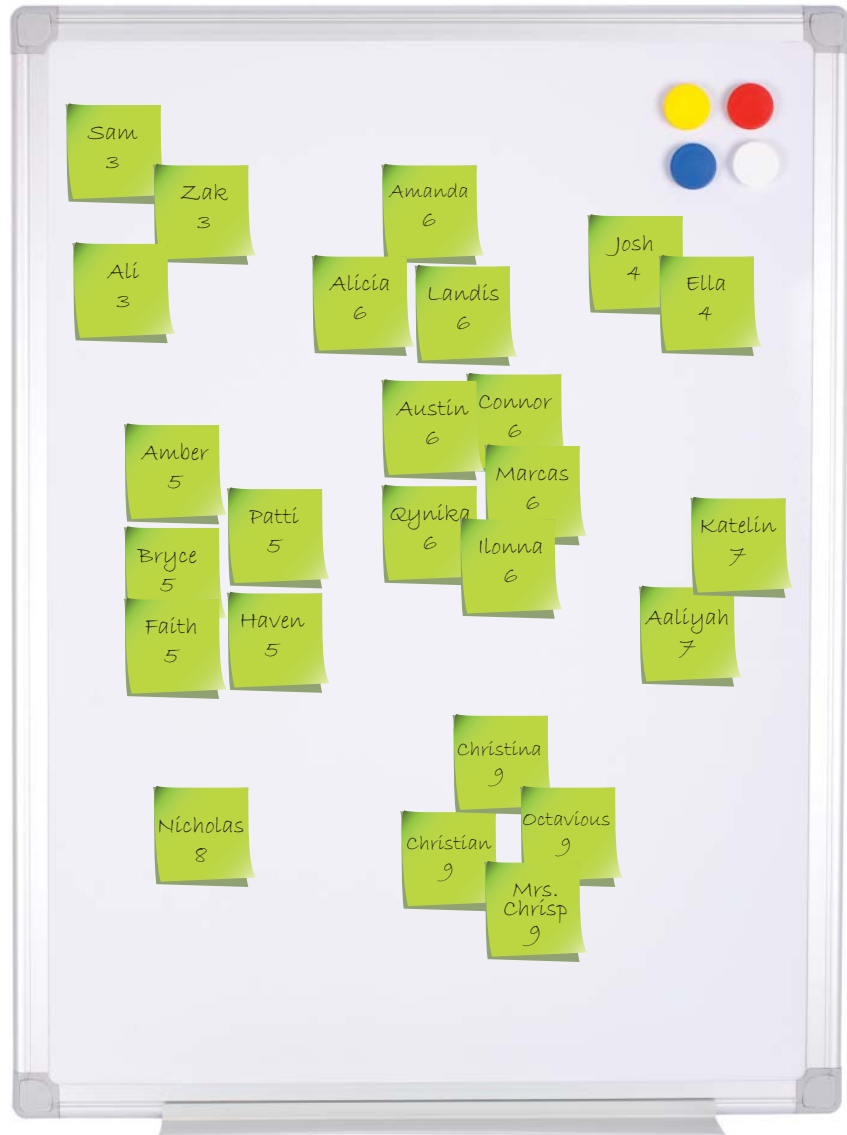 Sam
3
Zak
3
Ali
3
Amanda
6
Alicia
6
Landis
6
Josh
4
Ella
4
Austin
6
Connor
6
Marcas
6
Qynika
6
Ilonna
6
Amber
5
Patti
5
Bryce
5
Faith
5
Haven
5
Katelin
7
Aaliyah
7
Nicholas
8
Christina
9
Octavious
9
Christian
9
Mrs.
Chrisp
9